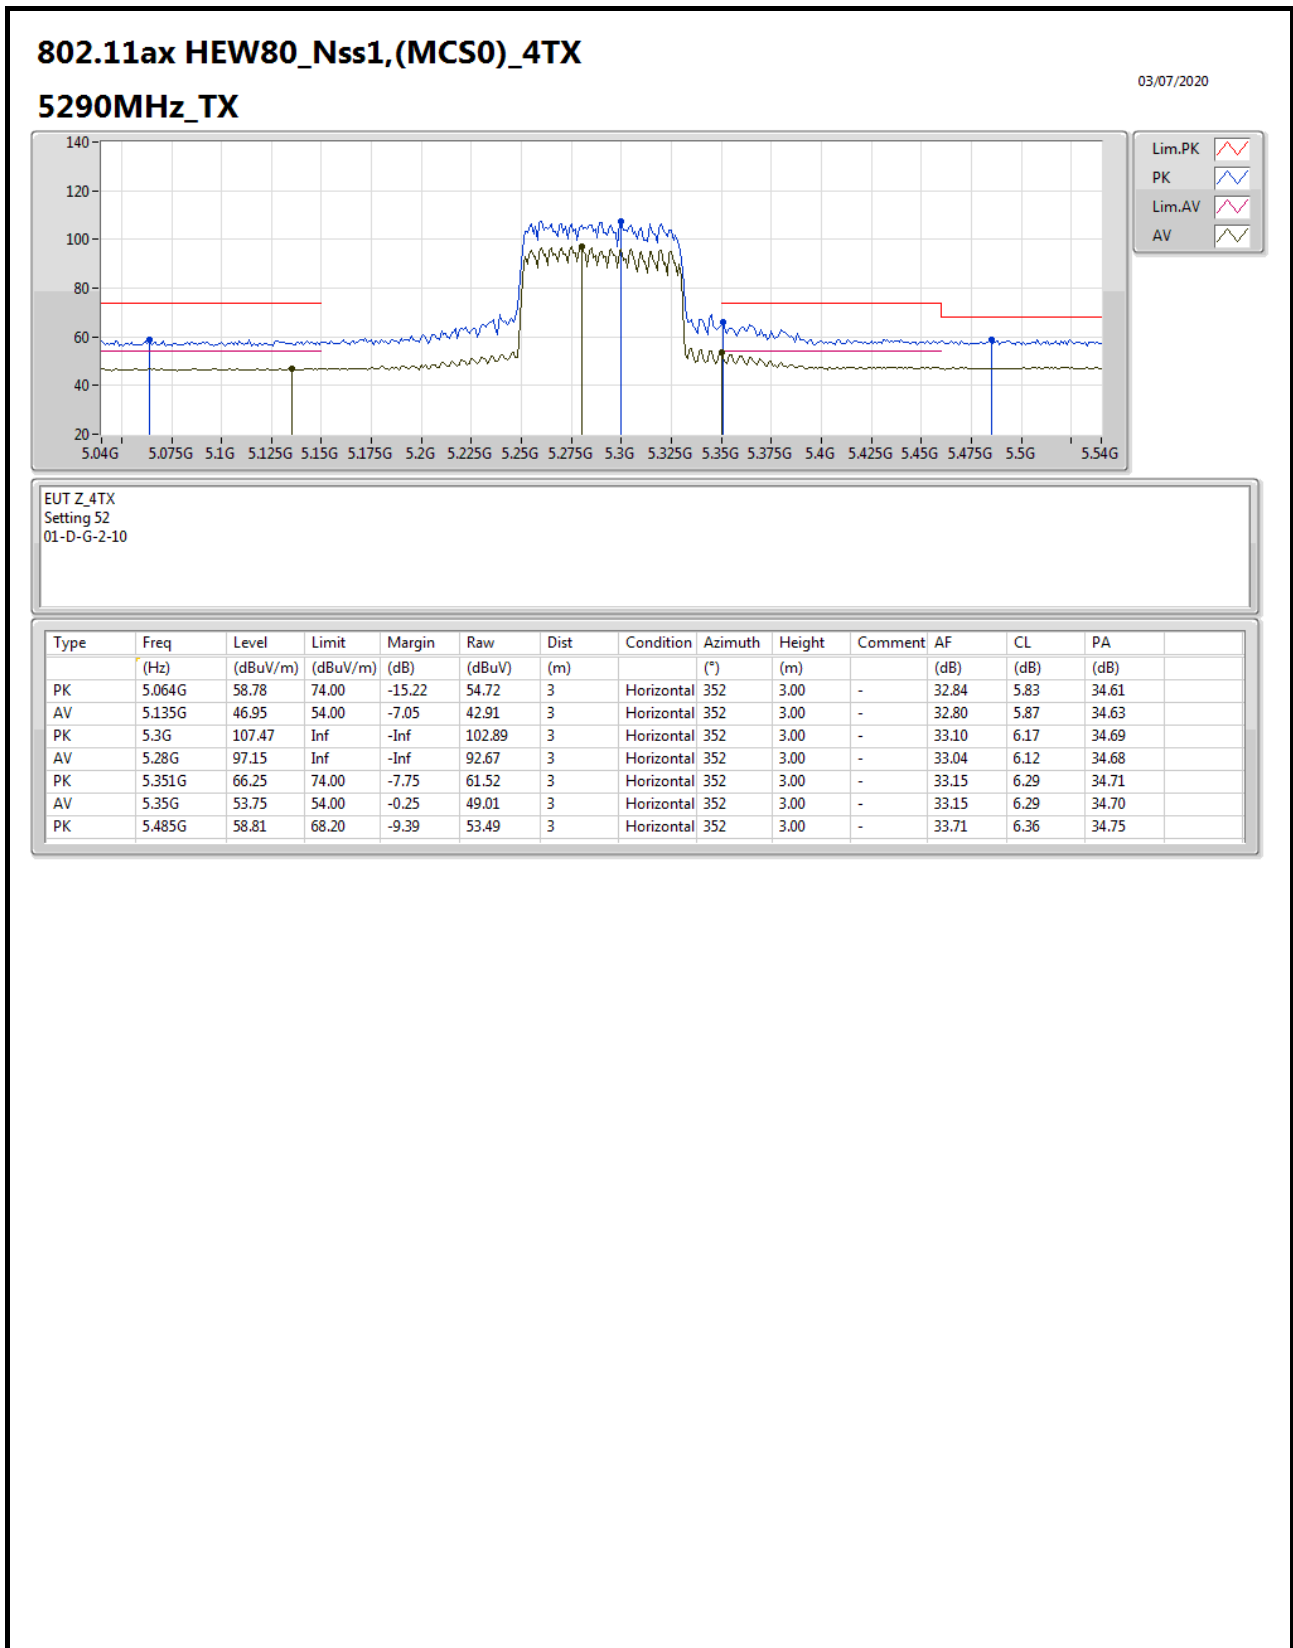 802.11ax HEW80_Nss1,(MCS0)_4TX
03/07/2020
5290MHz_TX
140
120
100
80
60
40
20
5.04G 5.075G 5.1G 5.125G 5.15G 5.175G 5.2G 5.225G 5.25G 5.275G 5.3G 5.325G 5.35G 5.375G 5.4G 5.425G 5.45G 5.475G 5.5G 5.54G
Lim.PK
PK
Lim.AV
AV
EUT Z_4TX
Setting 52
01-D-G-2-10
Type Freq Level Limit Margin Raw Dist Condition Azimuth Height Comment AF CL PA
(Hz) (dBuV/m) (dBuV/m) (dB) (dBuV) (m) (°) (m) (dB) (dB) (dB)
PK 5.064G 58.78 74.00 -15.22 54.72 3 Horizontal 352 3.00 - 32.84 5.83 34.61
AV 5.135G 46.95 54.00 -7.05 42.91 3 Horizontal 352 3.00 - 32.80 5.87 34.63
PK 5.3G 107.47 Inf -Inf 102.89 3 Horizontal 352 3.00 - 33.10 6.17 34.69
AV 5.28G 97.15 Inf -Inf 92.67 3 Horizontal 352 3.00 - 33.04 6.12 34.68
PK 5.351G 66.25 74.00 -7.75 61.52 3 Horizontal 352 3.00 - 33.15 6.29 34.71
AV 5.35G 53.75 54.00 -0.25 49.01 3 Horizontal 352 3.00 - 33.15 6.29 34.70
PK 5.485G 58.81 68.20 -9.39 53.49 3 Horizontal 352 3.00 - 33.71 6.36 34.75